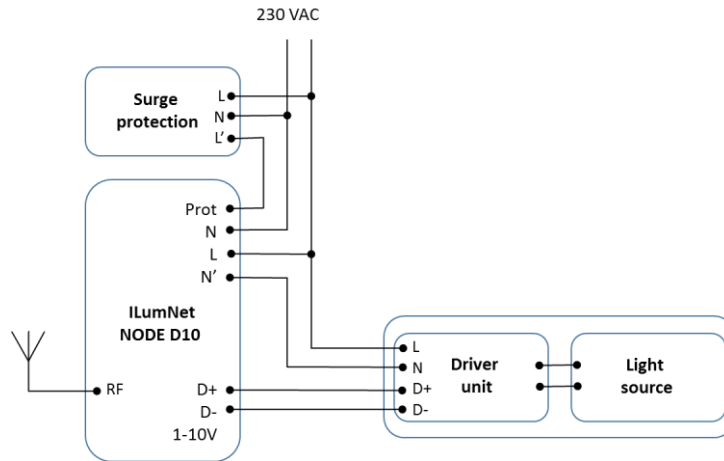 230 VAC
Surge
protection
L
N
L’
Prot
N
L
N’
ILumNet
NODE D10
RF
D+
D-
1-10V
L
N
D+
D-
Driver
unit
Light
source